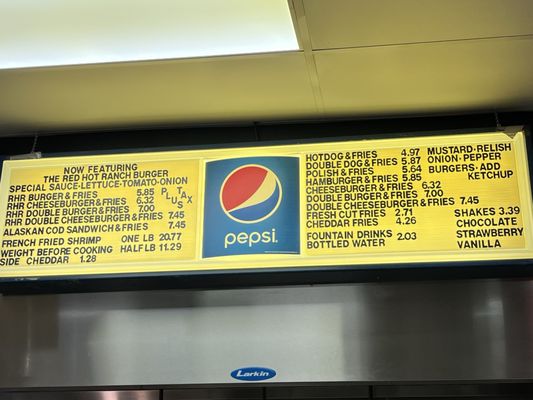 NOW FEATURING
THE RED HOT RANCH BURGER
SPECIAL SAUCE-LETTUCE-TOMATO-ONION
RHR BURGER & FRIES 5.85
RHR CHEESEBURGER & FRIES 6.32
RHR DOUBLE BURGER & FRIES 7.00
RHR DOUBLE CHEESEBURGER & FRIES 7.45
ALASKAN COD SANDWICH & FRIES 7.45
PLUS
TAX
FRENCH FRIED SHRIMP ONE LB 20.77
WEIGHT BEFORE COOKING HALF LB 11.29
SIDE CHEDDAR 1.28
pepsi
HOTDOG & FRIES 4.97
DOUBLE DOG & FRIES 5.87
POLISH & FRIES 5.64
HAMBURGER & FRIES 5.85
CHEESEBURGER & FRIES 6.32
DOUBLE BURGER & FRIES 7.00
DOUBLE CHEESEBURGER & FRIES 7.45
FRESH CUT FRIES 2.71
CHEDDAR FRIES 4.26
FOUNTAIN DRINKS 2.03
BOTTLED WATER
MUSTARD-RELISH
ONION-PEPPER
BURGERS-ADD
KETCHUP
SHAKES 3.39
CHOCOLATE
STRAWBERRY
VANILLA
Larkin